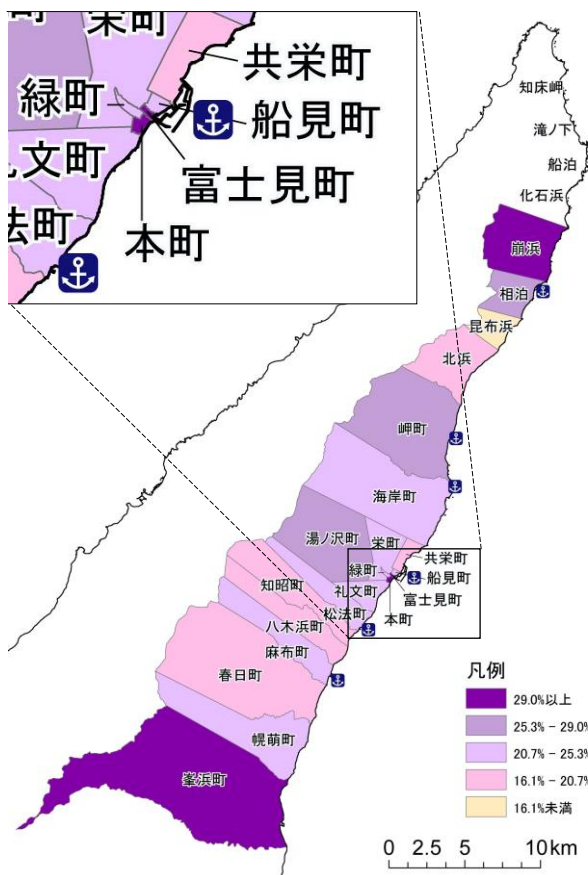 栄町
共栄町
緑町
船見町
礼文町
富士見町
法町
本町
知床岬
滝ノ下
船泊
化石浜
崩浜
相泊
昆布浜
北浜
岬町
海岸町
湯ノ沢町
栄町
共栄町
緑町
船見町
知昭町
礼文町
富士見町
松法町
本町
八木浜町
麻布町
春日町
幌萌町
峯浜町
凡例
29.0%以上
25.3% - 29.0%
20.7% - 25.3%
16.1% - 20.7%
16.1%未満
0 2.5 5 10 km